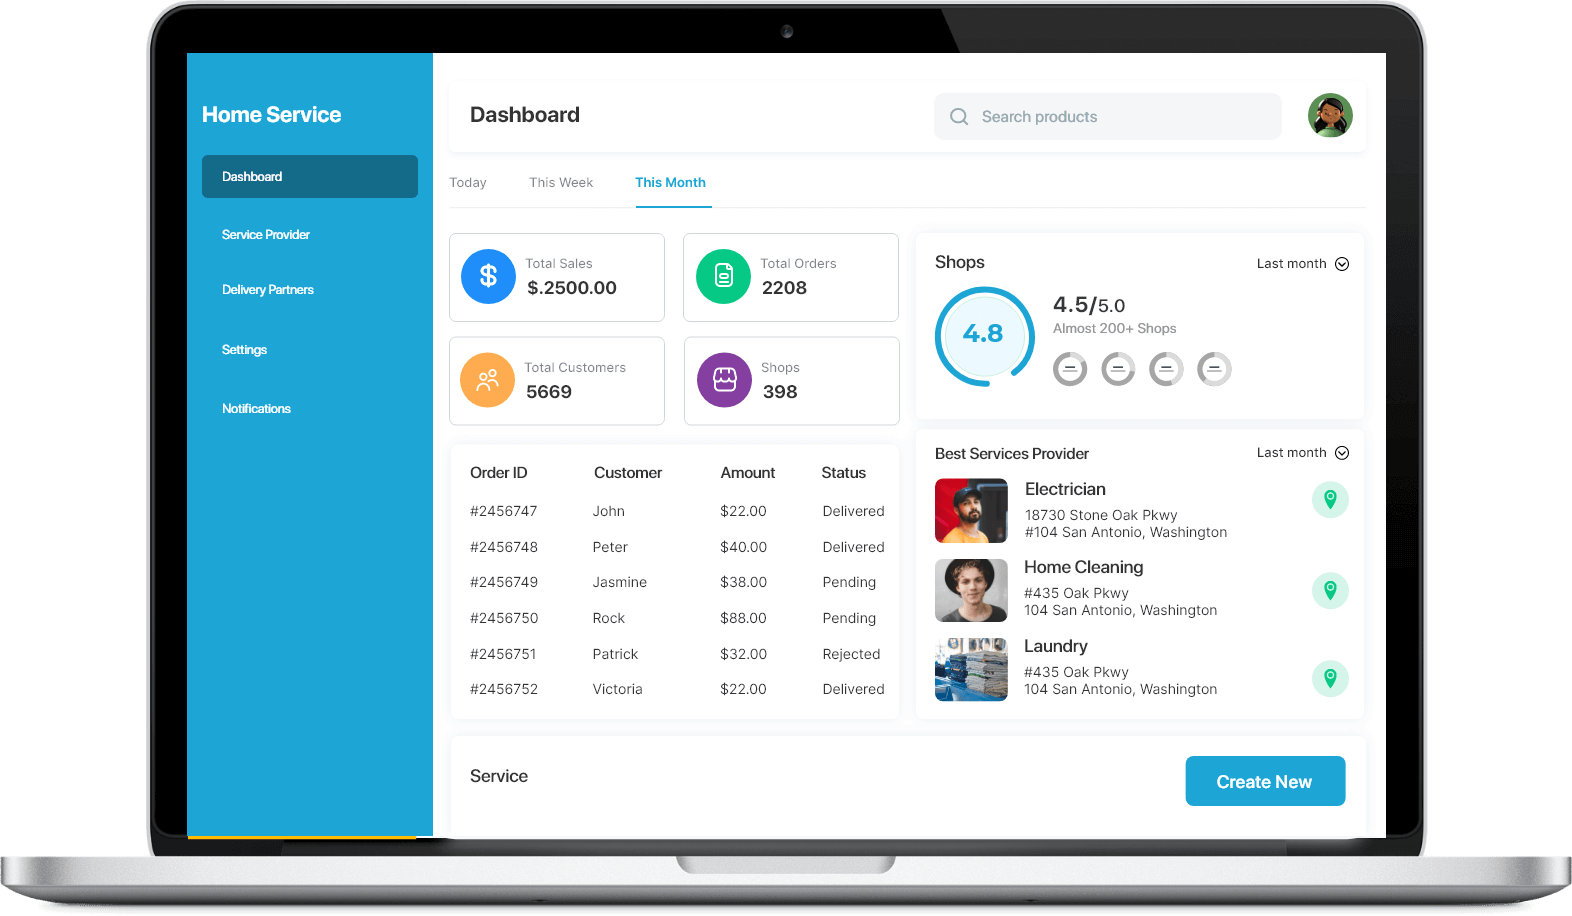 Home Service
Dashboard
Service Provider
Delivery Partners
Settings
Notifications
Dashboard
Search products
Today This Week This Month
Total Sales
$.2500.00
Total Orders
2208
Total Customers
5669
Shops
398
Shops
Last month
4.8
4.5/5.0
Almost 200+ Shops
Order ID Customer Amount Status
#2456747 John $22.00 Delivered
#2456748 Peter $40.00 Delivered
#2456749 Jasmine $38.00 Pending
#2456750 Rock $88.00 Pending
#2456751 Patrick $32.00 Rejected
#2456752 Victoria $22.00 Delivered
Best Services Provider
Last month
Electrician
18730 Stone Oak Pkwy
#104 San Antonio, Washington
Home Cleaning
#435 Oak Pkwy
104 San Antonio, Washington
Laundry
#435 Oak Pkwy
104 San Antonio, Washington
Service
Create New